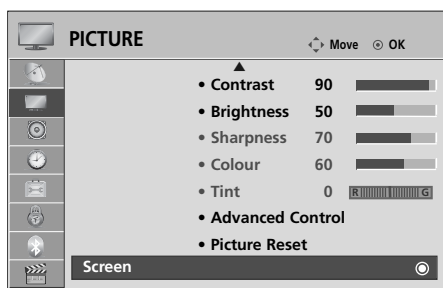 PICTURE
Move OK
• Contrast 90
• Brightness 50
• Sharpness 70
• Colour 60
• Tint 0 R G
• Advanced Control
• Picture Reset
Screen